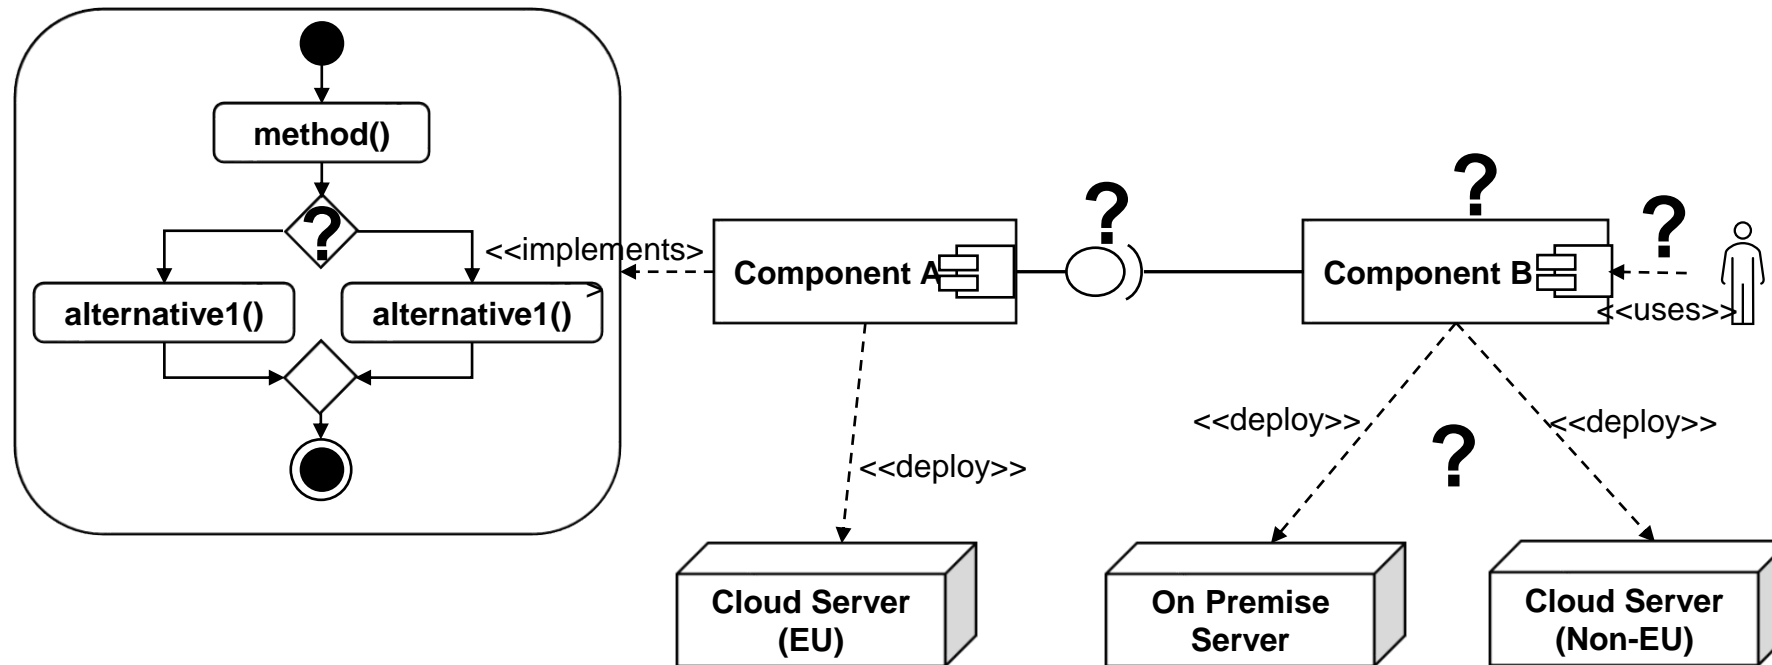 method()
?
alternative1()
alternative1()
<<implements>
>
Component A
?
?
Component B
?
<<uses>>
<<deploy>>
<<deploy>>
?
<<deploy>>
Cloud Server
(EU)
On Premise
Server
Cloud Server
(Non-EU)